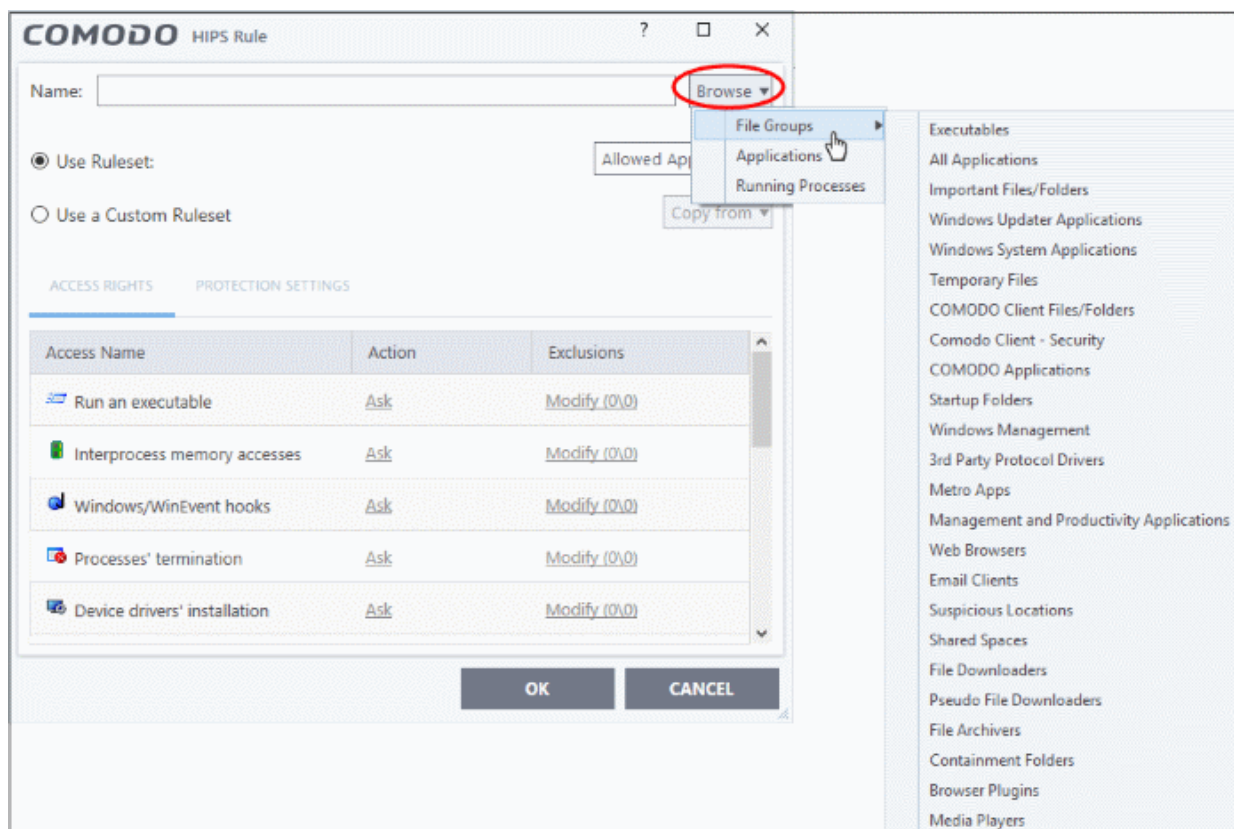 COMODO HIPS Rule
?
Name:
Browse
File Groups
Applications
Running Processes
Use Ruleset:
Allowed App
Use a Custom Ruleset
Copy from
ACCESS RIGHTS PROTECTION SETTINGS
Access Name Action Exclusions
Run an executable Ask Modify (0\0)
Interprocess memory accesses Ask Modify (0\0)
Windows/WinEvent hooks Ask Modify (0\0)
Processes' termination Ask Modify (0\0)
Device drivers' installation Ask Modify (0\0)
OK CANCEL
Executables
All Applications
Important Files/Folders
Windows Updater Applications
Windows System Applications
Temporary Files
COMODO Client Files/Folders
Comodo Client - Security
COMODO Applications
Startup Folders
Windows Management
3rd Party Protocol Drivers
Metro Apps
Management and Productivity Applications
Web Browsers
Email Clients
Suspicious Locations
Shared Spaces
File Downloaders
Pseudo File Downloaders
File Archivers
Containment Folders
Browser Plugins
Media Players